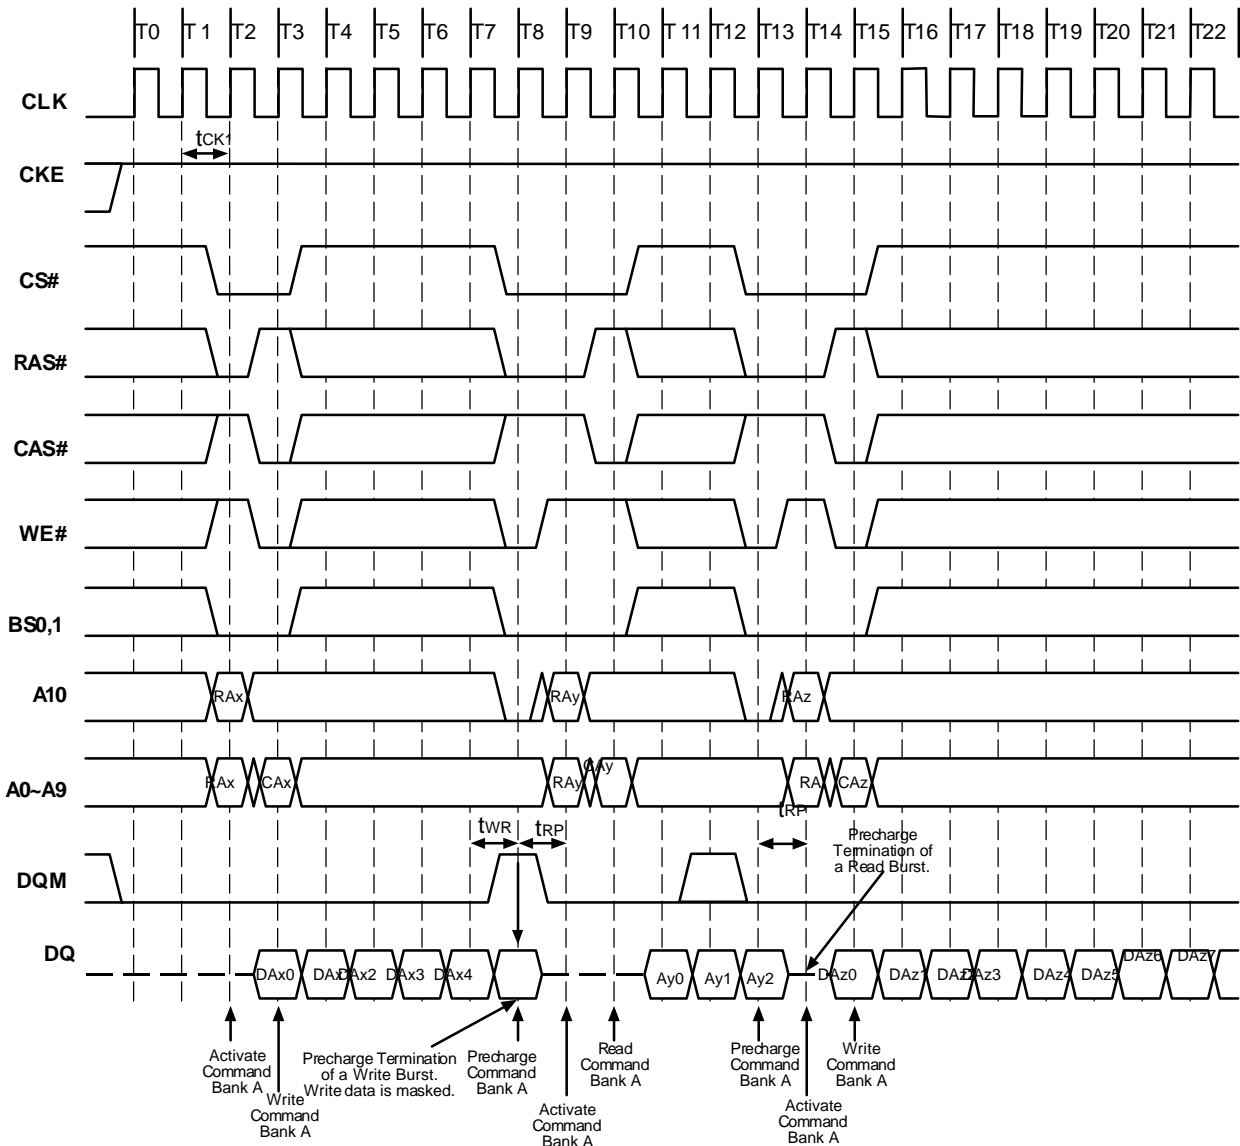 T0 T 1 T2 T3 T4 T5 T6 T7 T8 T9 T10 T 11 T12 T13 T14 T15 T16 T17 T18 T19 T20 T21 T22
CLK
tCK1
CKE
CS#
RAS#
CAS#
WE#
BS0,1
A10
RAx RAy RAz
A0~A9
RAx CAx RAy CAy RA CAz
tWR tRP tRP
Precharge
Termination of
a Read Burst.
DQM
DQ
DAx0 DAx DAx2 DAx3 DAx4 Ay0 Ay1 Ay2 DAz0 DAz1 DAz DAz3 DAz4 DAz5 DAz6 DAz7
Activate
Command
Bank A
Write
Command
Bank A
Precharge Termination
of a Write Burst.
Write data is masked.
Precharge
Command
Bank A
Activate
Command
Bank A
Read
Command
Bank A
Precharge
Command
Bank A
Activate
Command
Bank A
Write
Command
Bank A